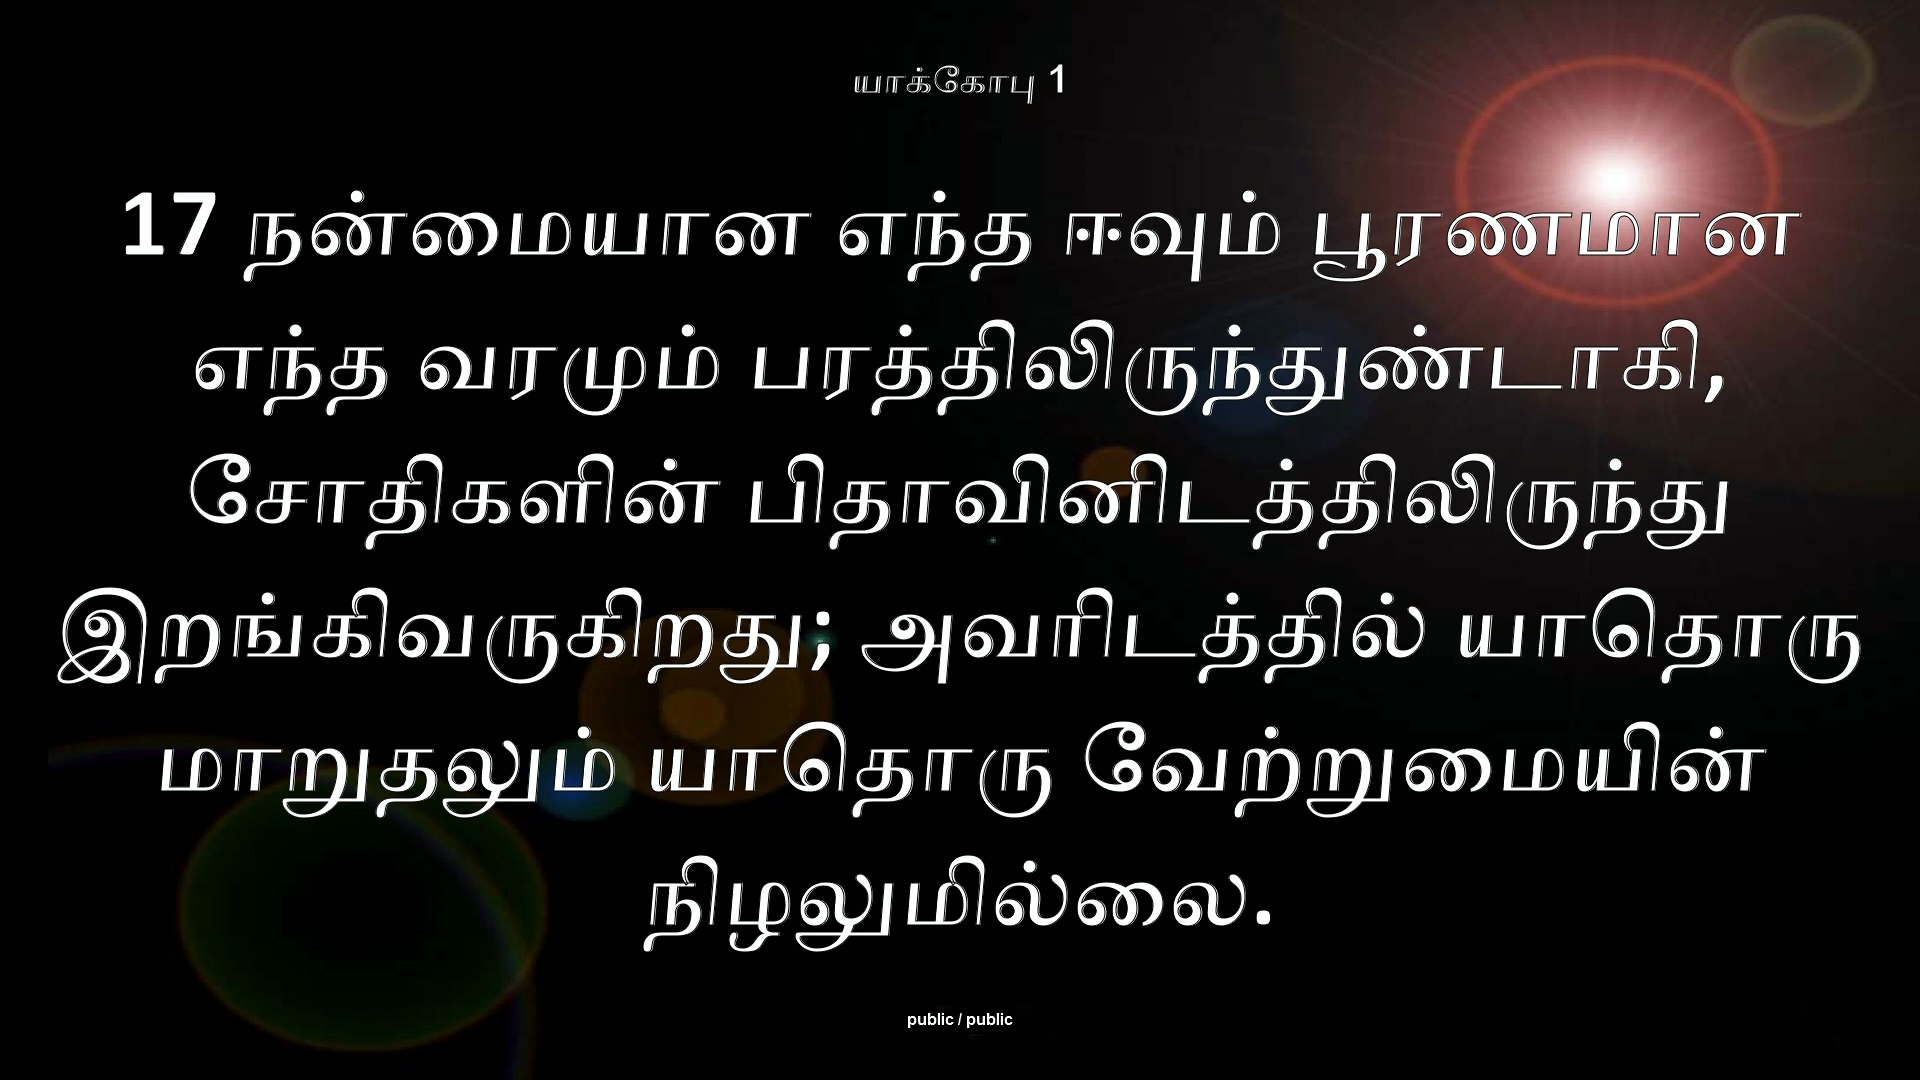 யாக்கோபு 1
17 நன்மையான எந்த ஈவும் பூரணமான
எந்த வரமும் பரத்திலிருந்துண்டாகி,
சோதிகளின் பிதாவினிடத்திலிருந்து
இறங்கிவருகிறது; அவரிடத்தில் யாதொரு
மாறுதலும் யாதொரு வேற்றுமையின்
நிழலுமில்லை.
public / public